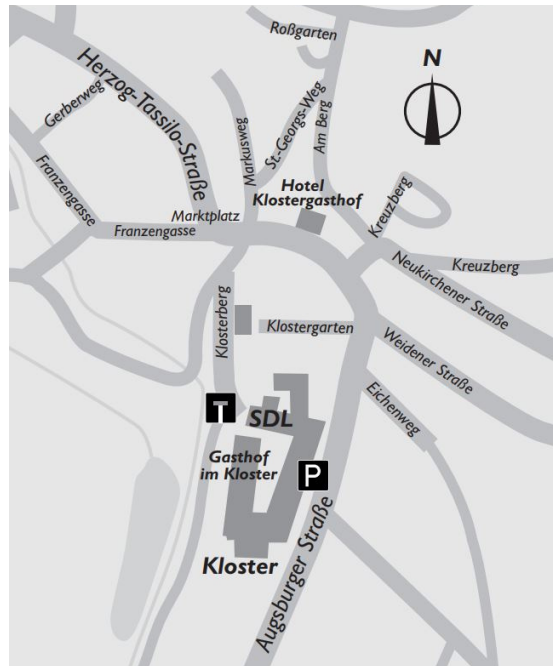 Roßgarten
N
Herzog-Tassilo-Straße
Gerberweg
Markusweg
St-Georgs-Weg
Am Berg
Hotel
Klostergasthof
Franzengasse
Marktplatz
Franzengasse
Kreuzberg
Kreuzberg
Neukirchener Straße
Klosterberg
Klostergarten
Weidener Straße
Eichenweg
T
SDL
Gasthof
im Kloster
P
Kloster
Augsburger Straße